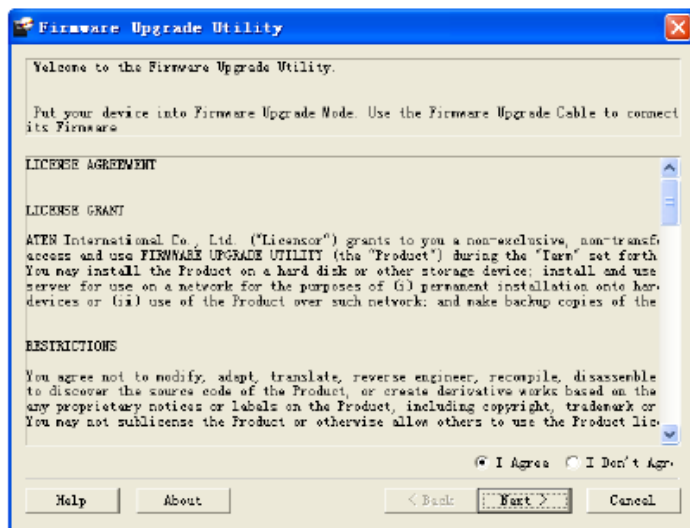 Firmware Upgrade Utility
Welcome to the Firmware Upgrade Utility.
Put your device into Firmware Upgrade Mode. Use the Firmware Upgrade Cable to connect
its Firmware
LICENSE AGREEMENT
LICENSE GRANT
ATEN International Co., Ltd. ("Licensor") grants to you a non-exclusive, non-transfe
access and use FIRMWARE UPGRADE UTILITY (the "Product") during the "Term" set forth
You may install the Product on a hard disk or other storage device; install and use
server for use on a network for the purposes of (i) permanent installation onto har
devices or (ii) use of the Product over such network; and make backup copies of the
RESTRICTIONS
You agree not to modify, adapt, translate, reverse engineer, recompile, disassemble
to discover the source code of the Product, or create derivative works based on the
any proprietary notices or labels on the Product, including copyright, trademark or
You may not sublicense the Product or otherwise allow others to use the Product lic
I Agree I Don't Agr
Help About < Back Next > Cancel